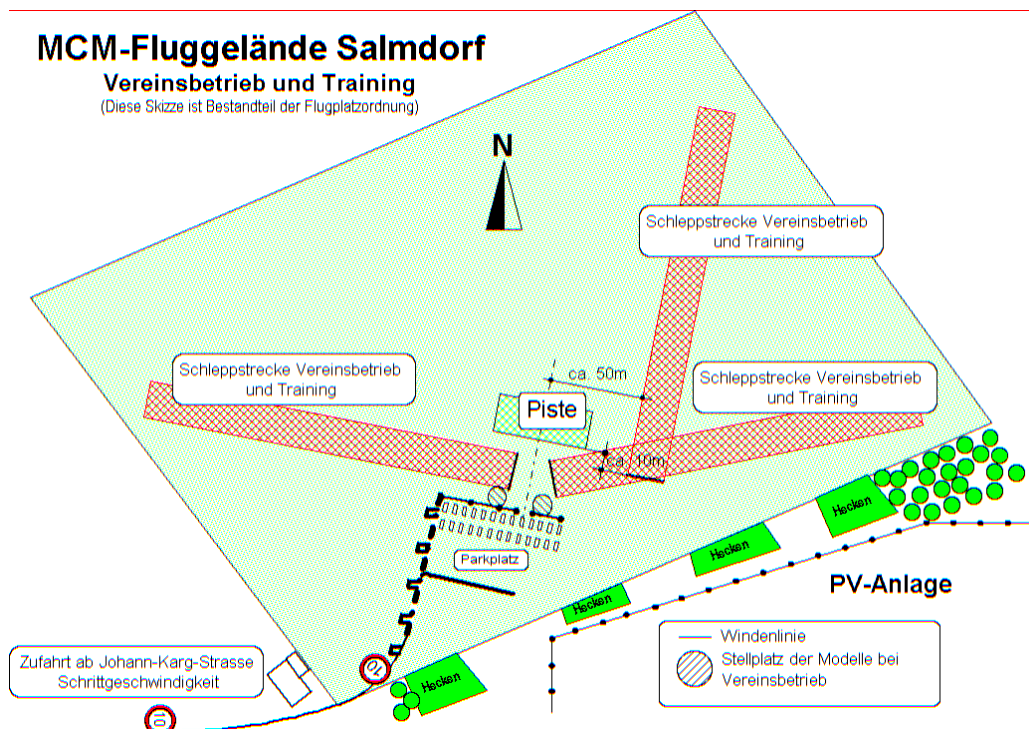 MCM-Fluggelände Salmdorf
Vereinsbetrieb und Training
(Diese Skizze ist Bestandteil der Flugplatzordnung)
N
Schleppstrecke Vereinsbetrieb
und Training
Schleppstrecke Vereinsbetrieb
und Training
ca. 50m
Schleppstrecke Vereinsbetrieb
und Training
Piste
ca. 10m
Hecken
Hecken
Parkplatz
PV-Anlage
Hecken
Windenlinie
Stellplatz der Modelle bei
Vereinsbetrieb
Zufahrt ab Johann-Karg-Strasse
Schrittgeschwindigkeit
10
Hecken
10